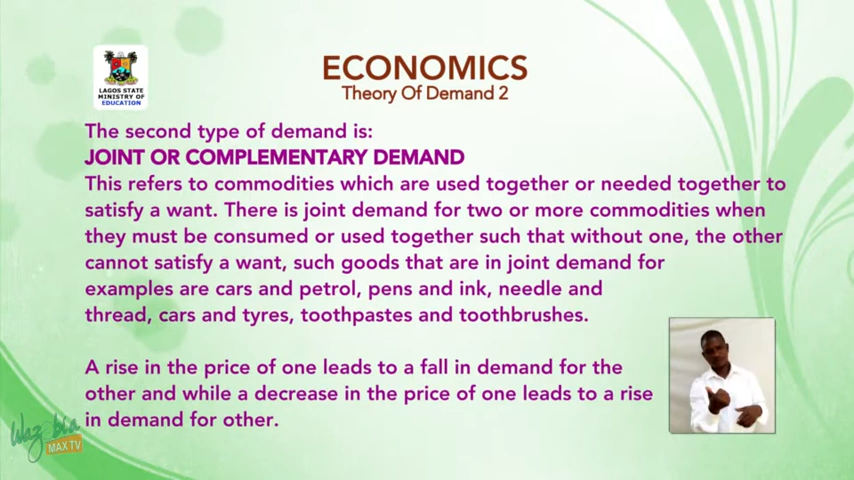 LAGOS STATE
MINISTRY OF
EDUCATION
ECONOMICS
Theory Of Demand 2
The second type of demand is:
JOINT OR COMPLEMENTARY DEMAND
This refers to commodities which are used together or needed together to
satisfy a want. There is joint demand for two or more commodities when
they must be consumed or used together such that without one, the other
cannot satisfy a want, such goods that are in joint demand for
examples are cars and petrol, pens and ink, needle and
thread, cars and tyres, toothpastes and toothbrushes.
A rise in the price of one leads to a fall in demand for the
other and while a decrease in the price of one leads to a rise
in demand for other.
Wazobia
MAX TV